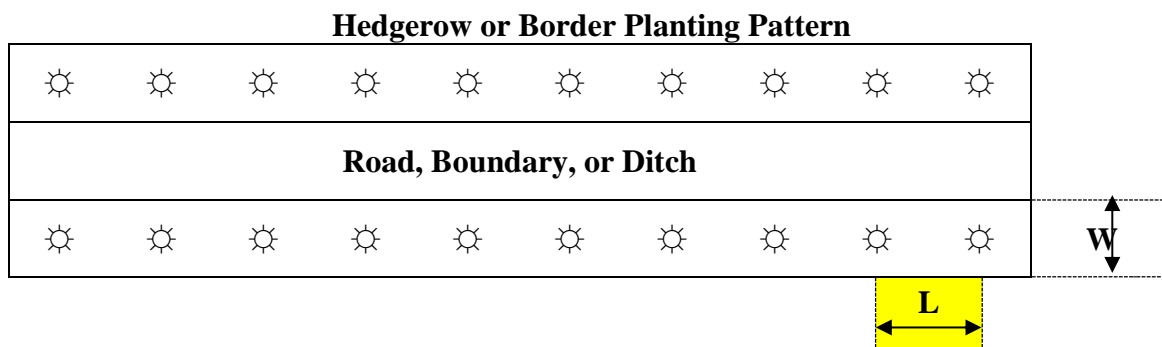 Hedgerow or Border Planting Pattern
Road, Boundary, or Ditch
W
L